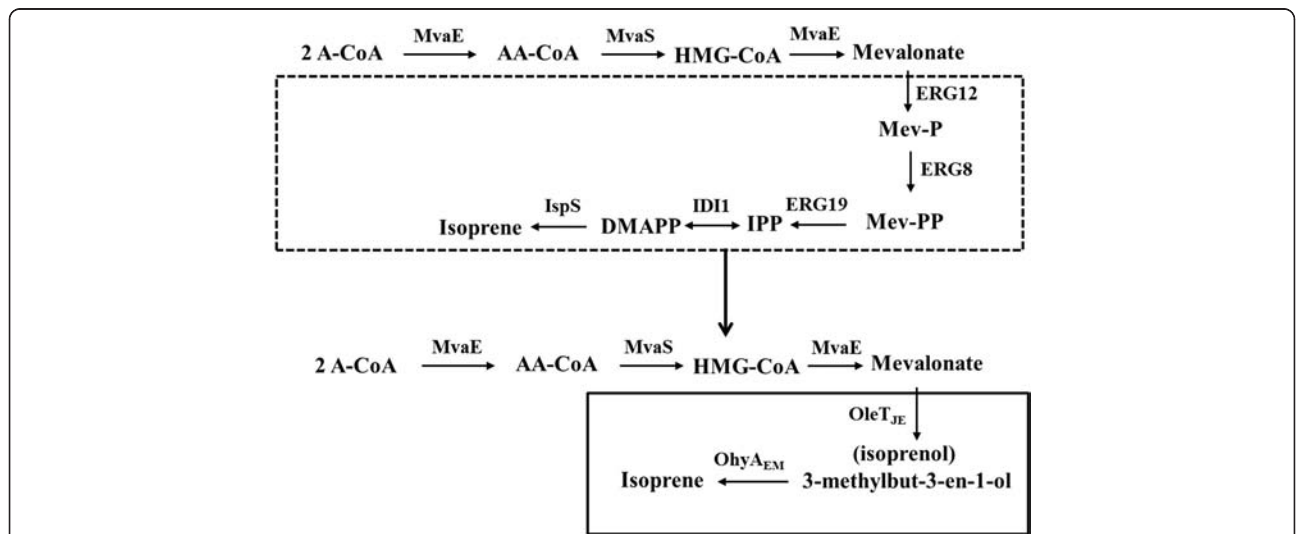 MvaE MvaS MvaE
2 A-CoA AA-CoA HMG-CoA Mevalonate
ERG12
Mev-P
ERG8
IspS IDI1 ERG19
Isoprene DMAPP IPP Mev-PP
MvaE MvaS MvaE
2 A-CoA AA-CoA HMG-CoA Mevalonate
OleTJE
(isoprenol)
OhyAEM
Isoprene 3-methylbut-3-en-1-ol